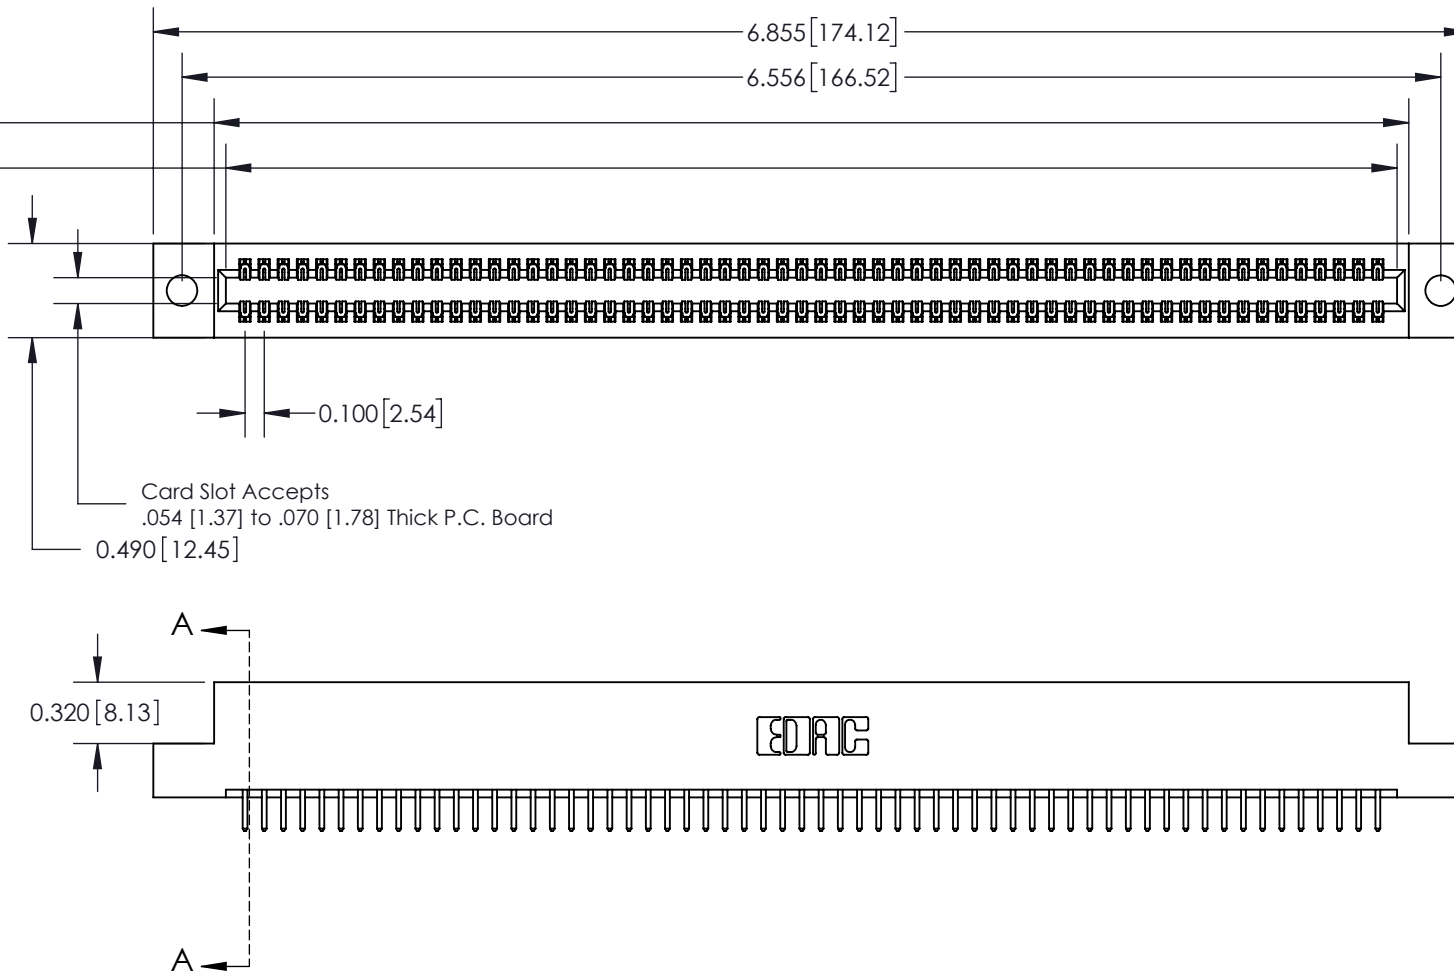 6.855[174.12]
6.556[166.52]
0.100[2.54]
Card Slot Accepts
.054 [1.37] to .070 [1.78] Thick P.C. Board
0.490[12.45]
A
0.320[8.13]
EDAC
A